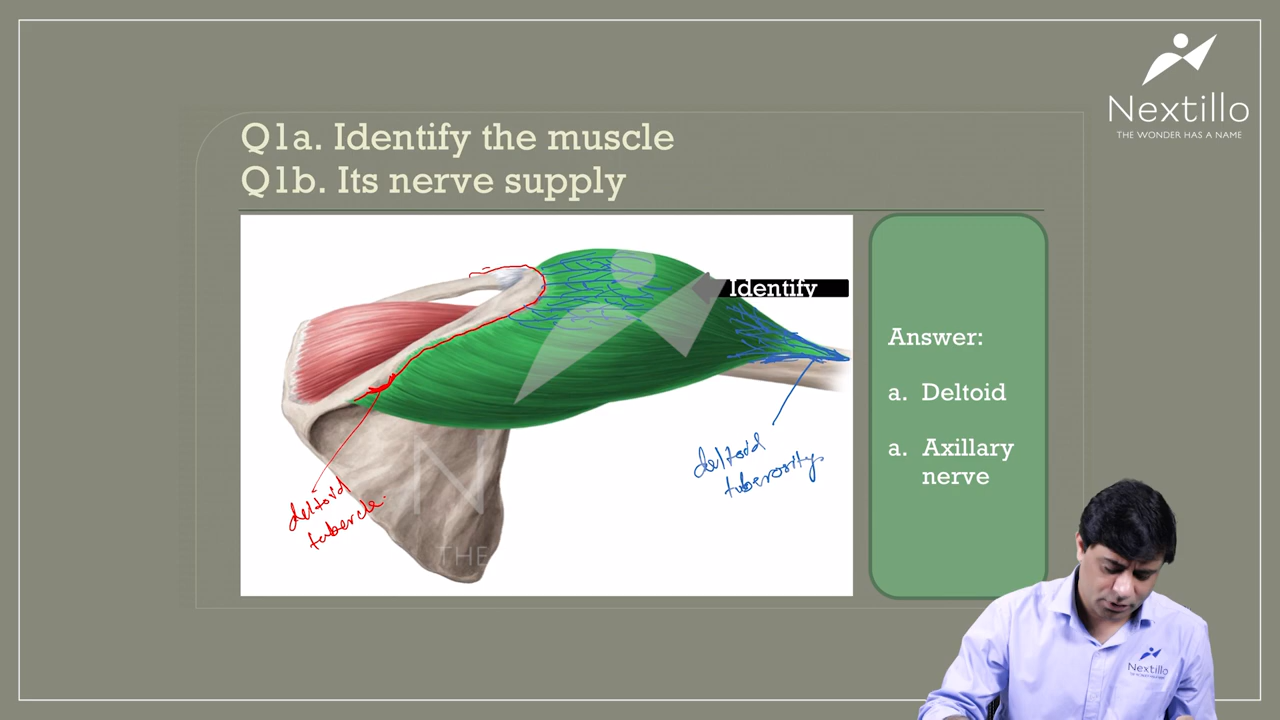 Nextillo
THE WONDER HAS A NAME
Q1a. Identify the muscle
Q1b. Its nerve supply
Identify
Answer:
a. Deltoid
a. Axillary
nerve
deltoid
tuberosity
deltoid
tubercle.
N
THE
Nextillo